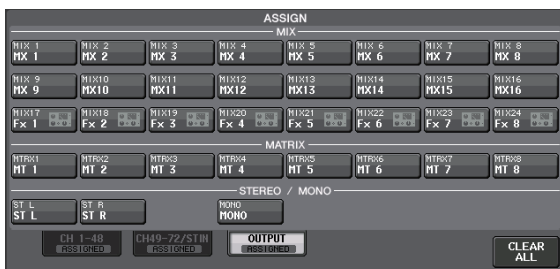 ASSIGN
MIX
MIX 1 MIX 2 MIX 3 MIX 4 MIX 5 MIX 6 MIX 7 MIX 8
MX 1 MX 2 MX 3 MX 4 MX 5 MX 6 MX 7 MX 8
MIX 9 MIX10 MIX11 MIX12 MIX13 MIX14 MIX15 MIX16
MX 9 MX10 MX11 MX12 MX13 MX14 MX15 MX16
MIX17 MIX18 MIX19 MIX20 MIX21 MIX22 MIX23 MIX24
Fx 1 Fx 2 Fx 3 Fx 4 Fx 5 Fx 6 Fx 7 Fx 8
MATRIX
MTRX1 MTRX2 MTRX3 MTRX4 MTRX5 MTRX6 MTRX7 MTRX8
MT 1 MT 2 MT 3 MT 4 MT 5 MT 6 MT 7 MT 8
STEREO / MONO
ST L ST R MONO
ST L ST R MONO
CH 1-48 CH49-72/STIN OUTPUT
ASSIGNED ASSIGNED ASSIGNED
CLEAR
ALL